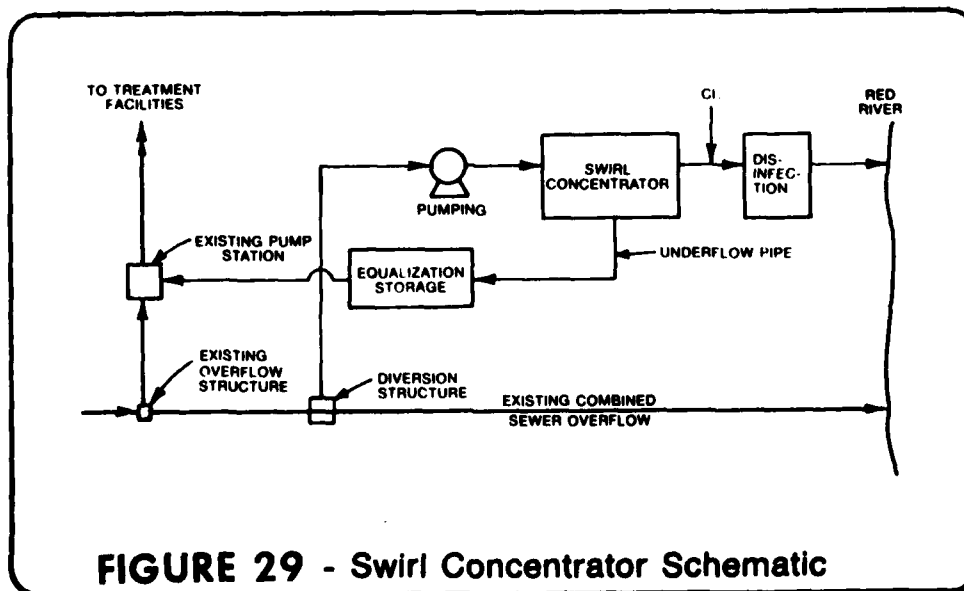 TO TREATMENT
FACILITIES
CL
RED
RIVER
SWIRL
CONCENTRATOR
DIS-
INFEC-
TION
PUMPING
EXISTING PUMP
STATION
UNDERFLOW PIPE
EQUALIZATION
STORAGE
EXISTING
OVERFLOW
STRUCTURE
DIVERSION
STRUCTURE
EXISTING COMBINED
SEWER OVERFLOW
FIGURE 29 - Swirl Concentrator Schematic